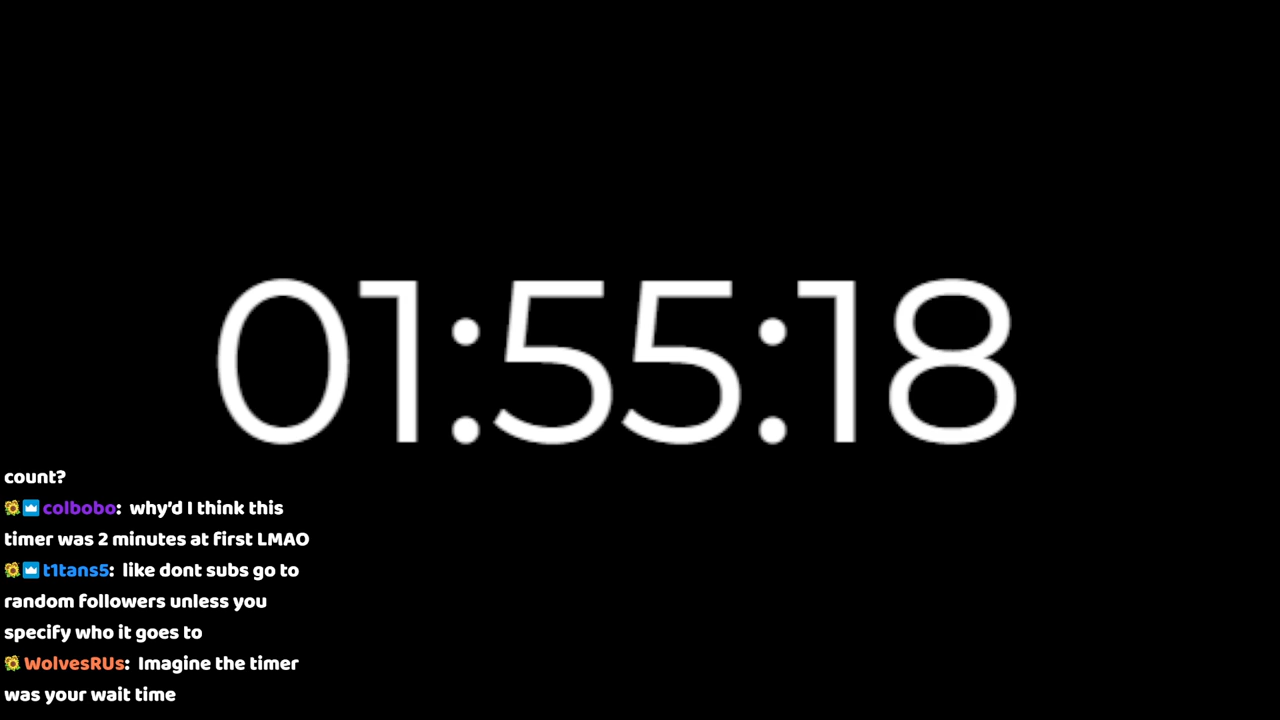 01:55:18
count?
colbobo: why'd I think this
timer was 2 minutes at first LMAO
t1tans5: like dont subs go to
random followers unless you
specify who it goes to
WolvesRUs: Imagine the timer
was your wait time